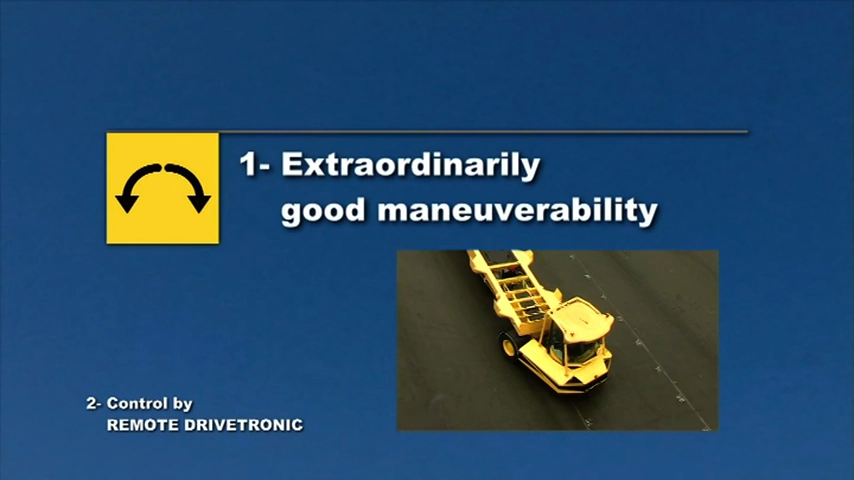 1- Extraordinarily
good maneuverability
2- Control by
REMOTE DRIVETRONIC